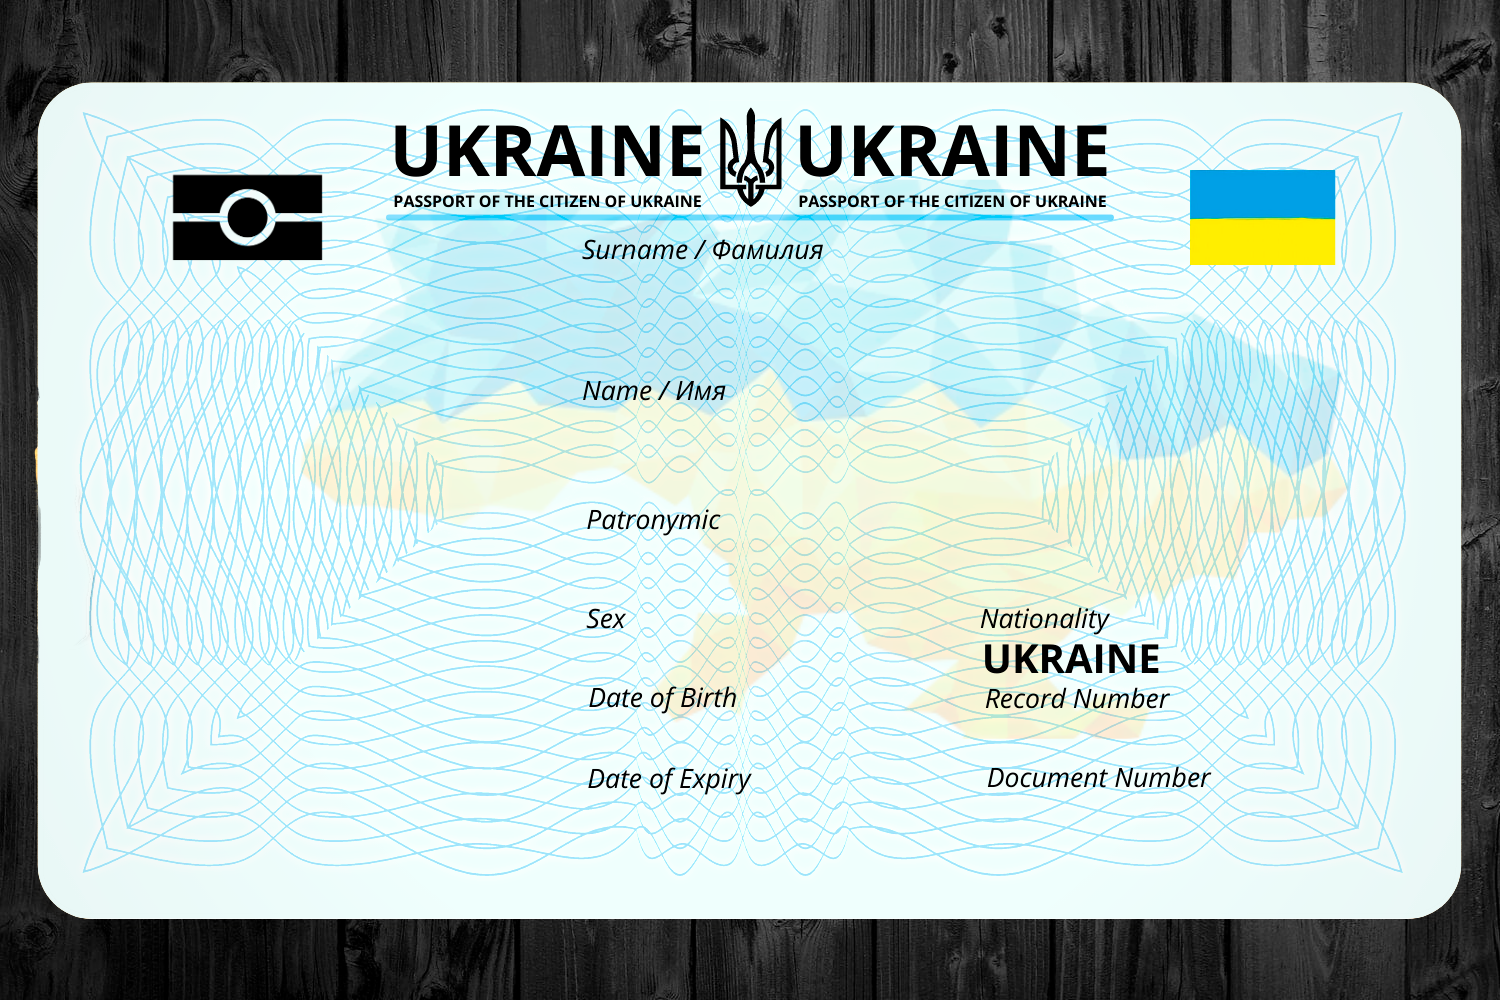 UKRAINE UKRAINE
PASSPORT OF THE CITIZEN OF UKRAINE PASSPORT OF THE CITIZEN OF UKRAINE
Surname / Фамилия
Name / Имя
Patronymic
Sex
Nationality
UKRAINE
Date of Birth
Record Number
Date of Expiry
Document Number